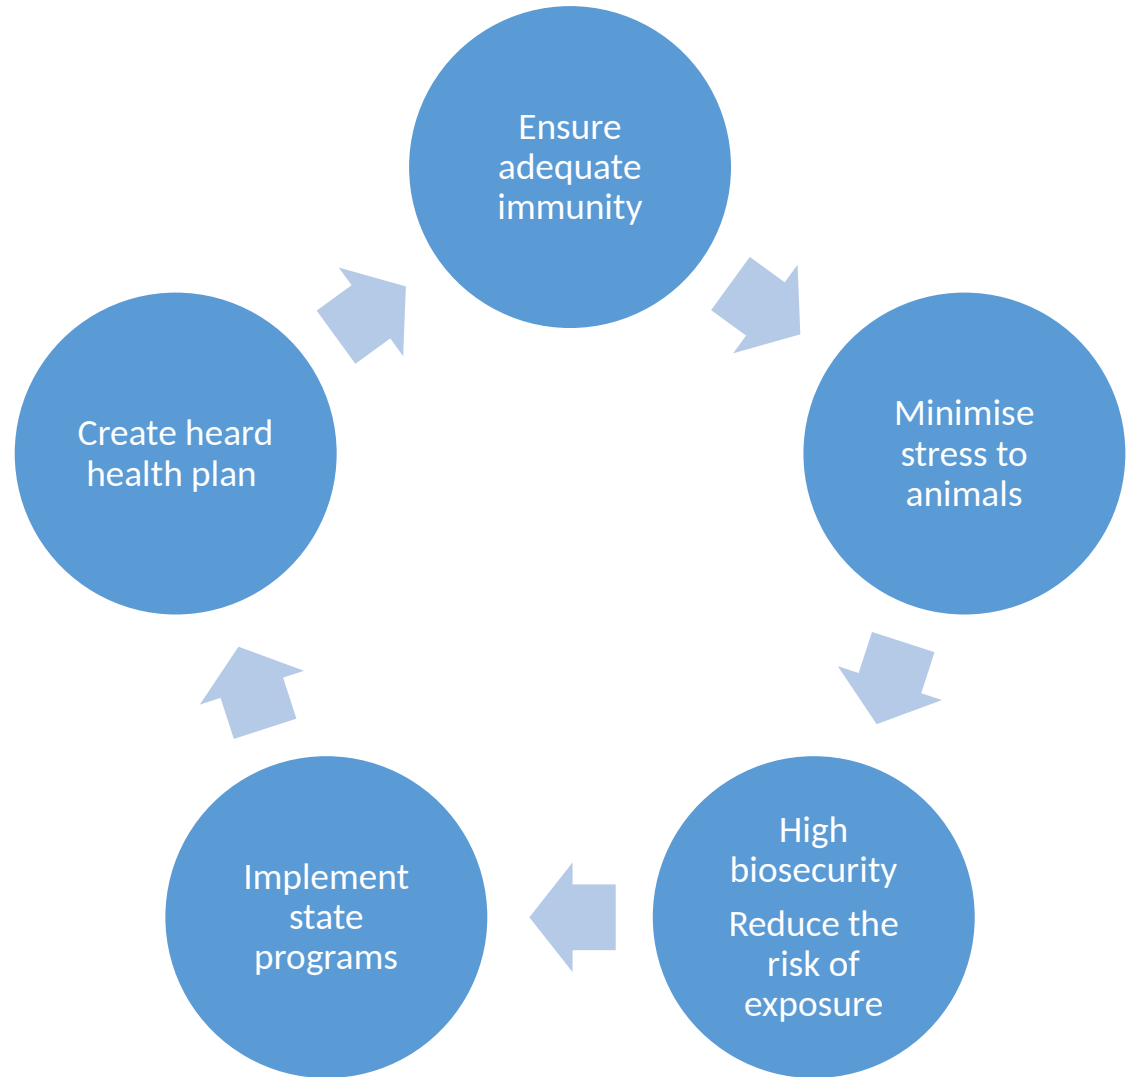 Ensure
adequate
immunity
Minimise
stress to
animals
High
biosecurity
Reduce the
risk of
exposure
Implement
state
programs
Create heard
health plan